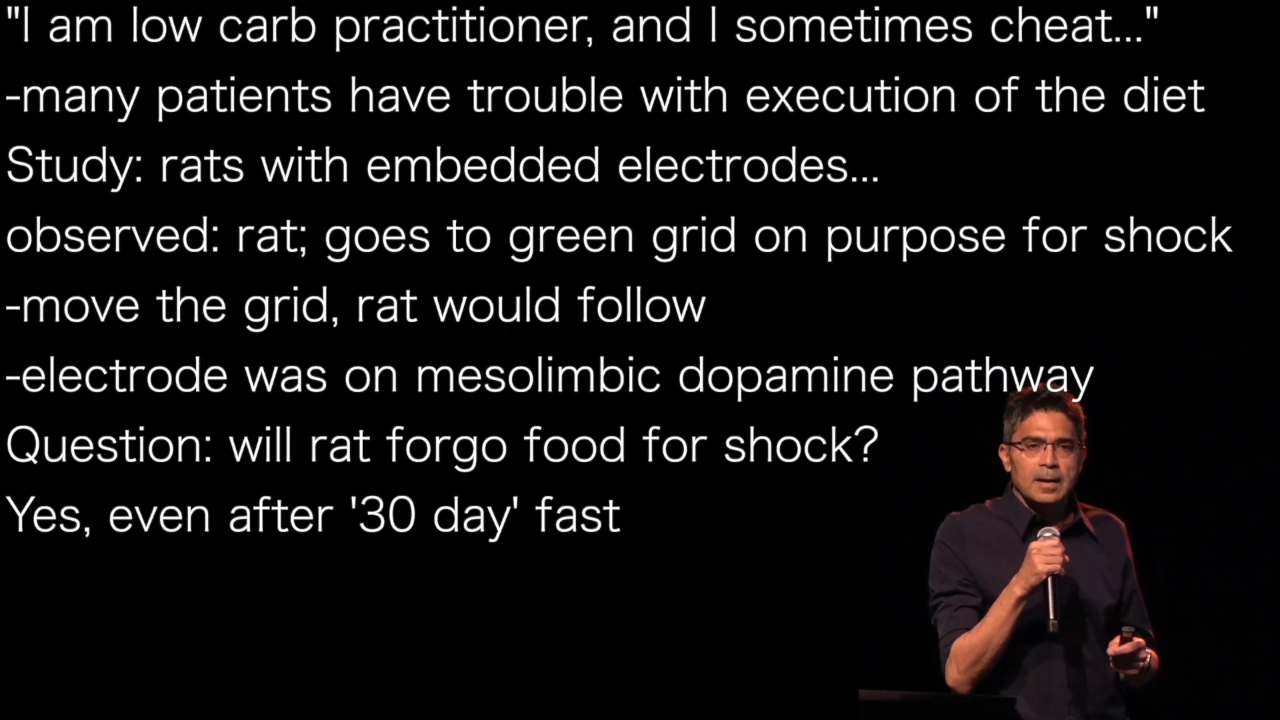 "I am low carb practitioner, and I sometimes cheat..."
-many patients have trouble with execution of the diet
Study: rats with embedded electrodes...
observed: rat; goes to green grid on purpose for shock
-move the grid, rat would follow
-electrode was on mesolimbic dopamine pathway
Question: will rat forgo food for shock?
Yes, even after '30 day' fast